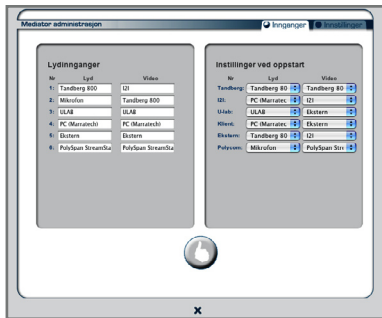 Mediator administrasjon
Innganger Innstillinger
Lydinnganger
Nr Lyd Video
1: Tandberg 800 I2I
2: Mikrofon Tandberg 800
3: ULAB ULAB
4: PC (Marratech) PC (Marratech)
5: Ekstern Ekstern
6: PolySpan StreamSta PolySpan StreamSta
Instillinger ved oppstart
Nr Lyd Video
Tandberg: Tandberg 80 Tandberg 80
I2I: PC (Marratec I2I
U-lab: ULAB Ekstern
Klient: PC (Marratec Ekstern
Ekstern: Tandberg 80 I2I
Polycom: Mikrofon PolySpan Stre
X